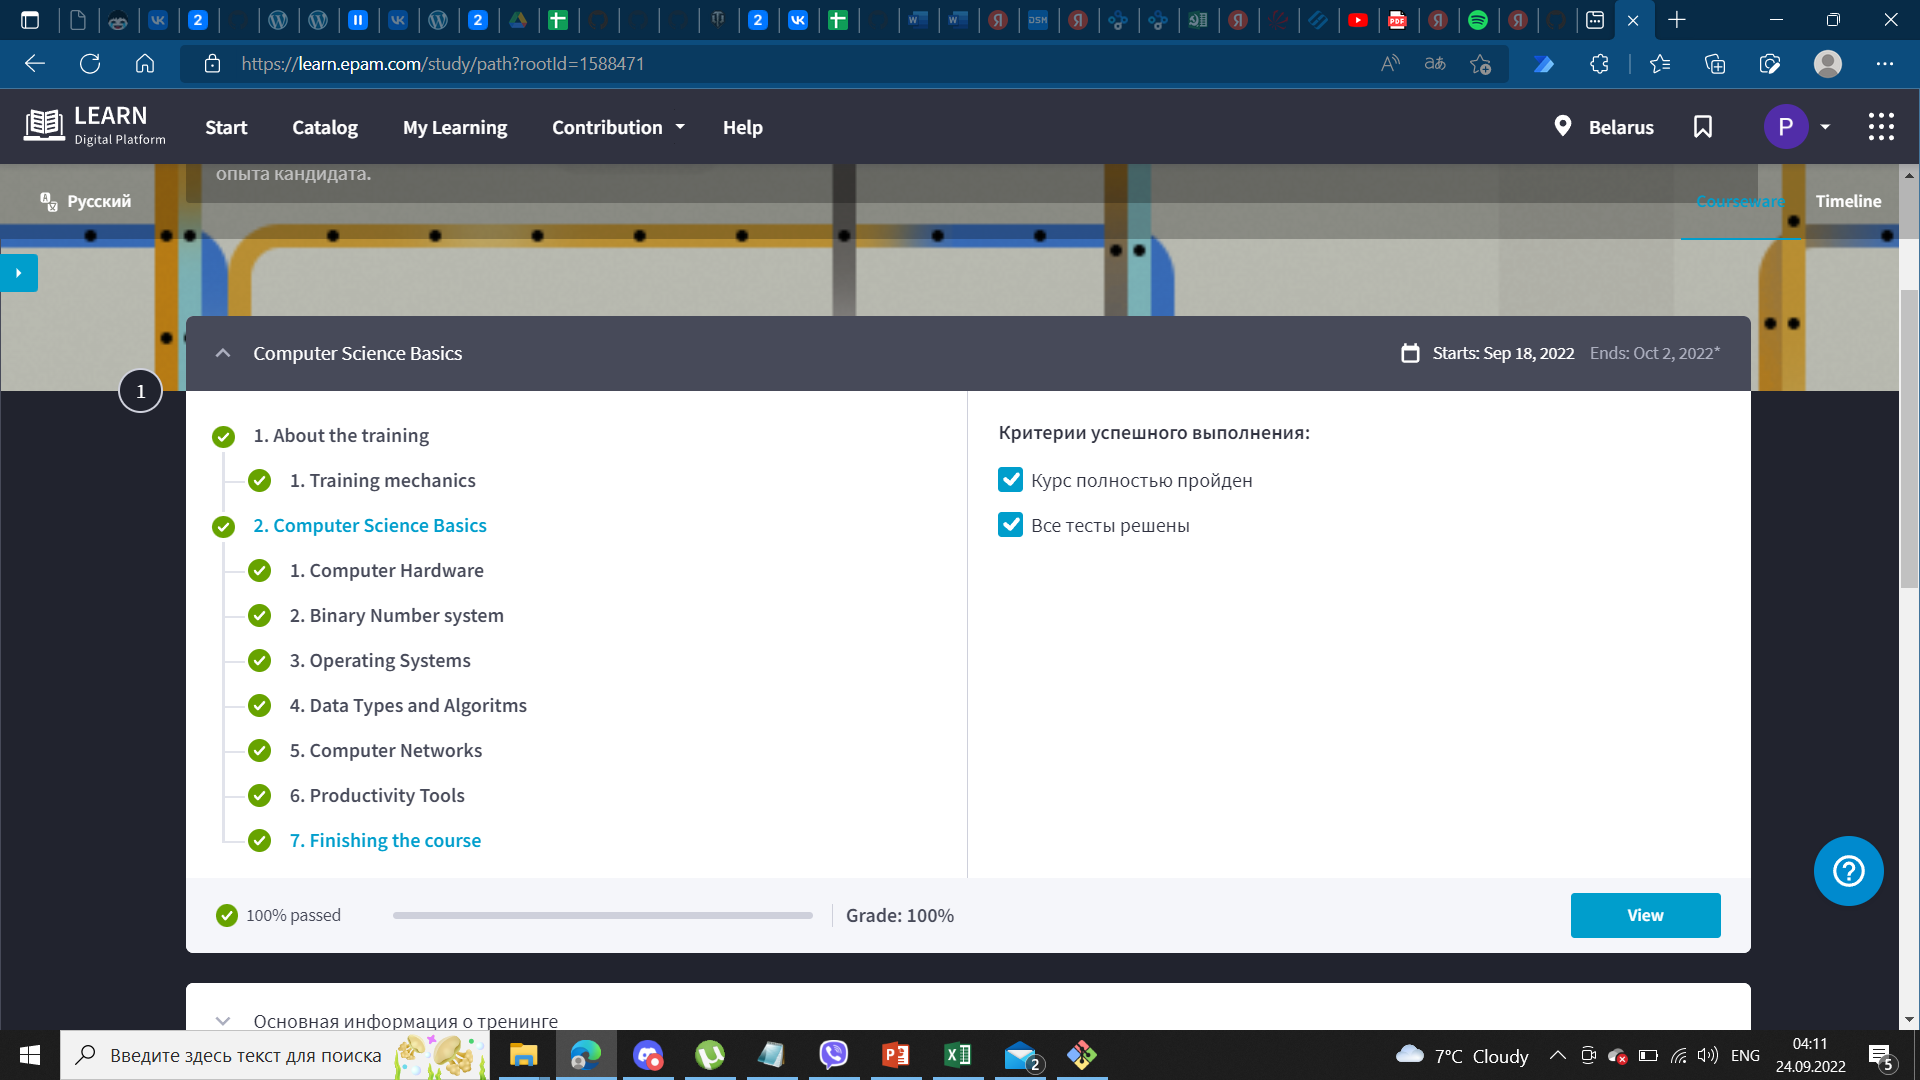 https://learn.epam.com/study/path?rootId=1588471
LEARN
Digital Platform
Start
Catalog
My Learning
Contribution
Help
Belarus
P
опыта кандидата.
Русский
Courseware
Timeline
1
Computer Science Basics
Starts: Sep 18, 2022 Ends: Oct 2, 2022*
1. About the training
1. Training mechanics
2. Computer Science Basics
1. Computer Hardware
2. Binary Number system
3. Operating Systems
4. Data Types and Algoritms
5. Computer Networks
6. Productivity Tools
7. Finishing the course
Критерии успешного выполнения:
Курс полностью пройден
Все тесты решены
100% passed
Grade: 100%
View
Основная информация о тренинге
Введите здесь текст для поиска
2
7°C Cloudy
ENG
04:11
24.09.2022
5